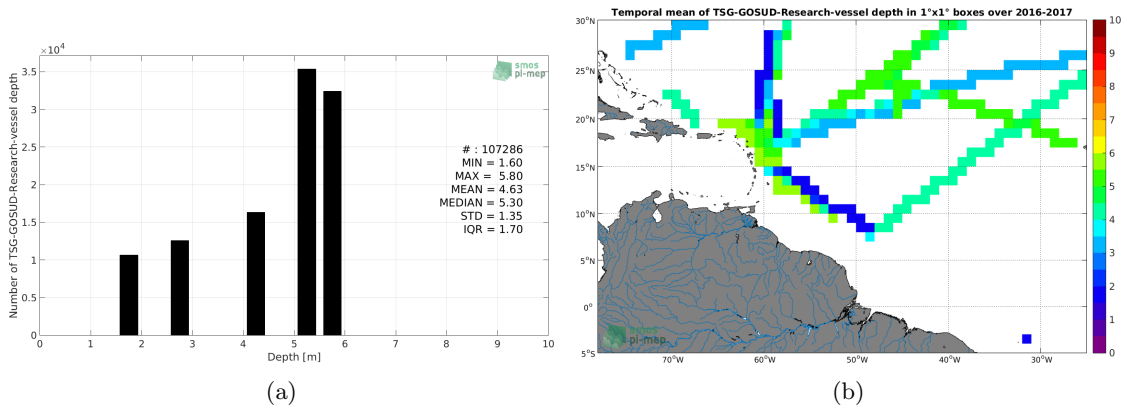 ×10⁴
3.5
3
2.5
2
1.5
1
0.5
0
0
1
2
3
4
5
6
7
8
9
10
Number of TSG-GOSUD-Research-vessel depth
Depth [m]
smos
pi-mep
# : 107286
MIN = 1.60
MAX = 5.80
MEAN = 4.63
MEDIAN = 5.30
STD = 1.35
IQR = 1.70
(a)
Temporal mean of TSG-GOSUD-Research-vessel depth in 1°x1° boxes over 2016-2017
30°N
25°N
20°N
15°N
10°N
5°N
0°
5°S
70°W
60°W
50°W
40°W
30°W
smos
pi-mep
10
9
8
7
6
5
4
3
2
1
0
(b)